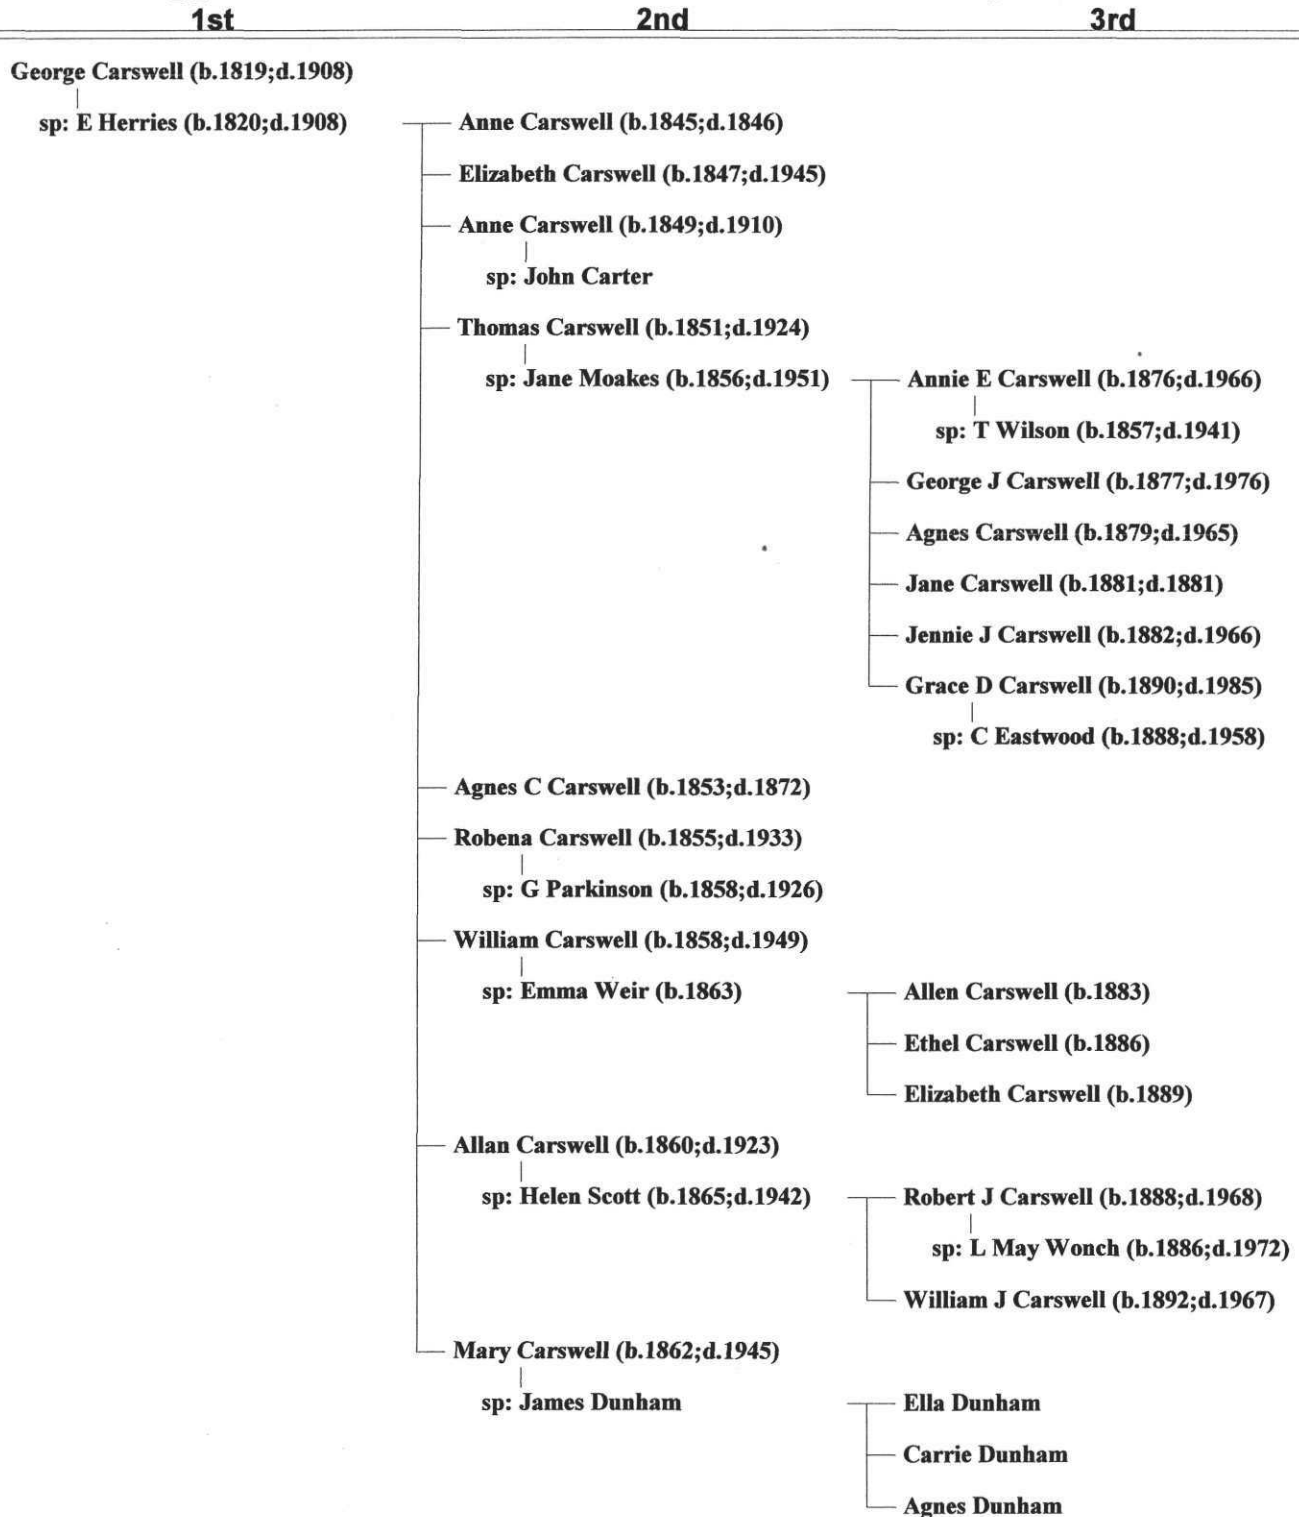 1st 2nd 3rd
George Carswell (b.1819;d.1908)
sp: E Herries (b.1820;d.1908) Anne Carswell (b.1845;d.1846)
Elizabeth Carswell (b.1847;d.1945)
Anne Carswell (b.1849;d.1910)
sp: John Carter
Thomas Carswell (b.1851;d.1924)
sp: Jane Moakes (b.1856;d.1951) Annie E Carswell (b.1876;d.1966)
sp: T Wilson (b.1857;d.1941)
George J Carswell (b.1877;d.1976)
Agnes Carswell (b.1879;d.1965)
Jane Carswell (b.1881;d.1881)
Jennie J Carswell (b.1882;d.1966)
Grace D Carswell (b.1890;d.1985)
sp: C Eastwood (b.1888;d.1958)
Agnes C Carswell (b.1853;d.1872)
Robena Carswell (b.1855;d.1933)
sp: G Parkinson (b.1858;d.1926)
William Carswell (b.1858;d.1949)
sp: Emma Weir (b.1863) Allen Carswell (b.1883)
Ethel Carswell (b.1886)
Elizabeth Carswell (b.1889)
Allan Carswell (b.1860;d.1923)
sp: Helen Scott (b.1865;d.1942) Robert J Carswell (b.1888;d.1968)
sp: L May Wonch (b.1886;d.1972)
William J Carswell (b.1892;d.1967)
Mary Carswell (b.1862;d.1945)
sp: James Dunham Ella Dunham
Carrie Dunham
Agnes Dunham